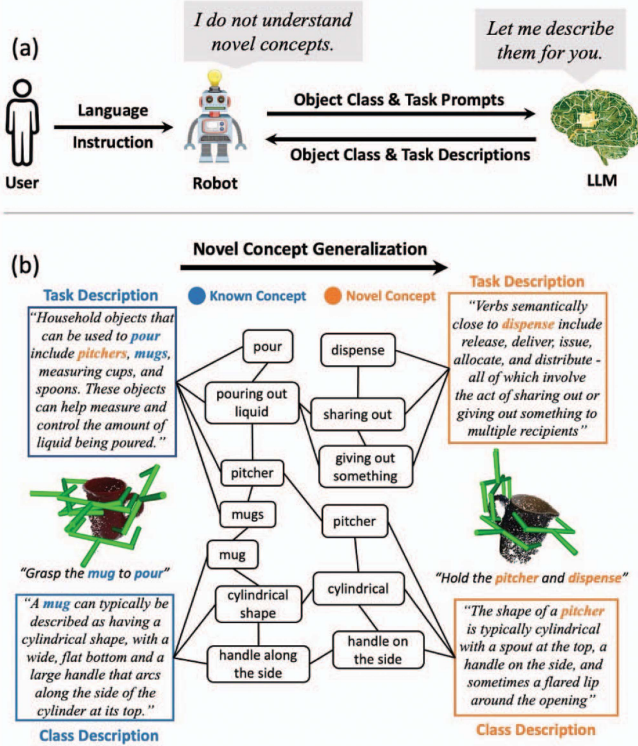 I do not understand
novel concepts.
Let me describe
them for you.
(a)
Language
Instruction
Object Class & Task Prompts
Object Class & Task Descriptions
User
Robot
LLM
(b)
Novel Concept Generalization
Task Description
Known Concept
Novel Concept
Task Description
"Household objects that
can be used to pour
include pitchers, mugs,
measuring cups, and
spoons. These objects
can help measure and
control the amount of
liquid being poured."
pour
pouring out
liquid
pitcher
mugs
mug
cylindrical
shape
handle along
the side
dispense
sharing out
giving out
something
pitcher
cylindrical
handle on
the side
"Verbs semantically
close to dispense include
release, deliver, issue,
allocate, and distribute -
all of which involve
the act of sharing out or
giving out something to
multiple recipients"
"Grasp the mug to pour"
"Hold the pitcher and dispense"
"A mug can typically be
described as having a
cylindrical shape, with a
wide, flat bottom and a
large handle that arcs
along the side of the
cylinder at its top."
Class Description
"The shape of a pitcher
is typically cylindrical
with a spout at the top, a
handle on the side, and
sometimes a flared lip
around the opening"
Class Description